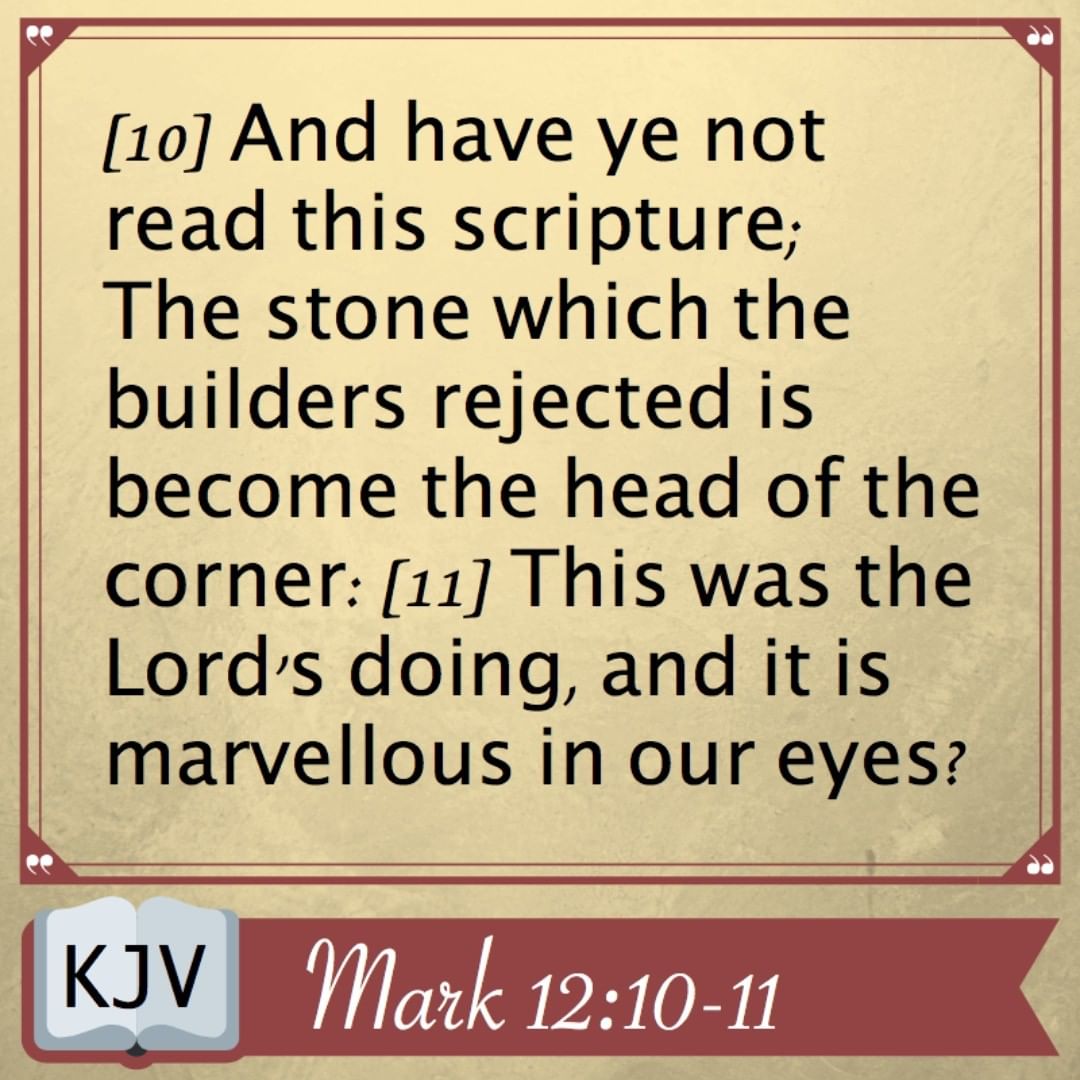 [10] And have ye not
read this scripture;
The stone which the
builders rejected is
become the head of the
corner: [11] This was the
Lord's doing, and it is
marvellous in our eyes?
KJV
Mark 12:10-11